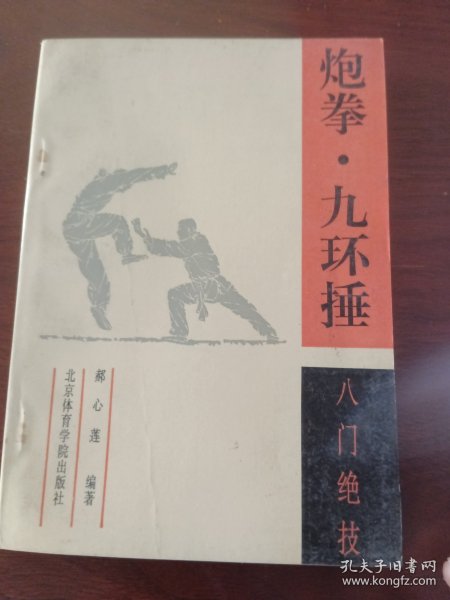 炮拳·九环捶
八门绝技
郝心莲 编著
北京体育学院出版社
孔夫子旧书网
www.kongfz.com